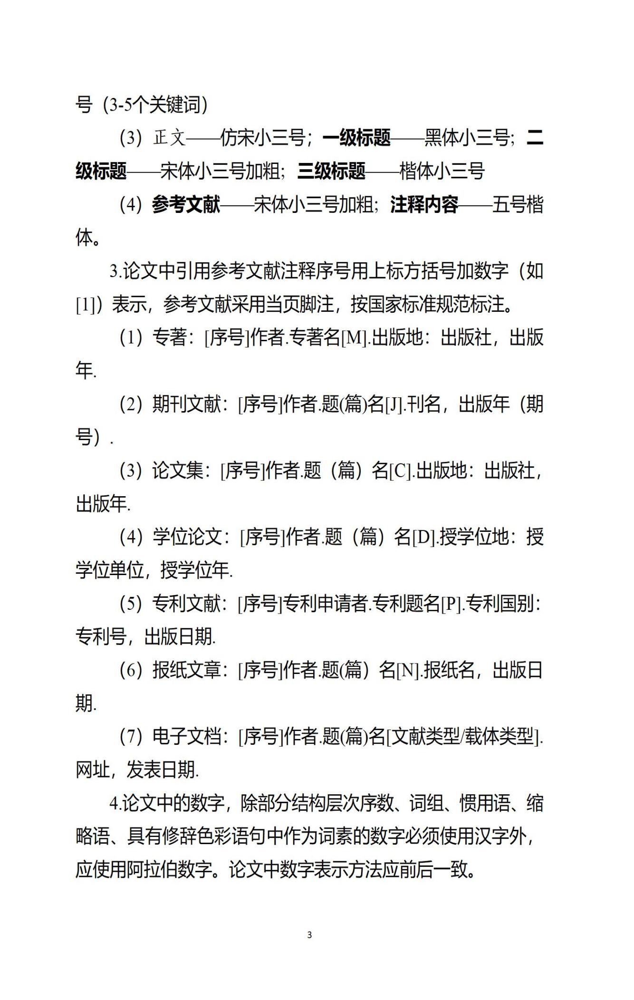 号（3-5个关键词）
（3）正文——仿宋小三号；一级标题——黑体小三号；二
级标题——宋体小三号加粗；三级标题——楷体小三号
（4）参考文献——宋体小三号加粗；注释内容——五号楷
体。
3.论文中引用参考文献注释序号用上标方括号加数字（如
[1]）表示，参考文献采用当页脚注，按国家标准规范标注。
（1）专著：[序号]作者.专著名[M].出版地：出版社，出版
年.
（2）期刊文献：[序号]作者.题(篇)名[J].刊名，出版年（期
号）.
（3）论文集：[序号]作者.题（篇）名[C].出版地：出版社，
出版年.
（4）学位论文：[序号]作者.题（篇）名[D].授学位地：授
学位单位，授学位年.
（5）专利文献：[序号]专利申请者.专利题名[P].专利国别：
专利号，出版日期.
（6）报纸文章：[序号]作者.题(篇）名[N].报纸名，出版日
期.
（7）电子文档：[序号]作者.题(篇)名[文献类型/载体类型].
网址，发表日期.
4.论文中的数字，除部分结构层次序数、词组、惯用语、缩
略语、具有修辞色彩语句中作为词素的数字必须使用汉字外，
应使用阿拉伯数字。论文中数字表示方法应前后一致。
3